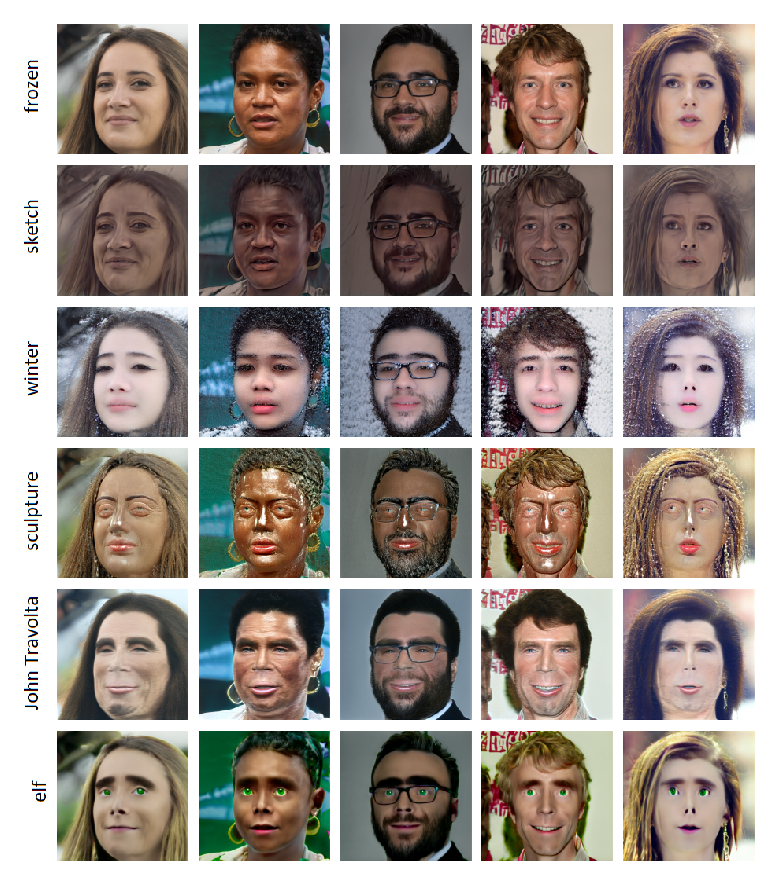 frozen
sketch
winter
sculpture
John Travolta
elf